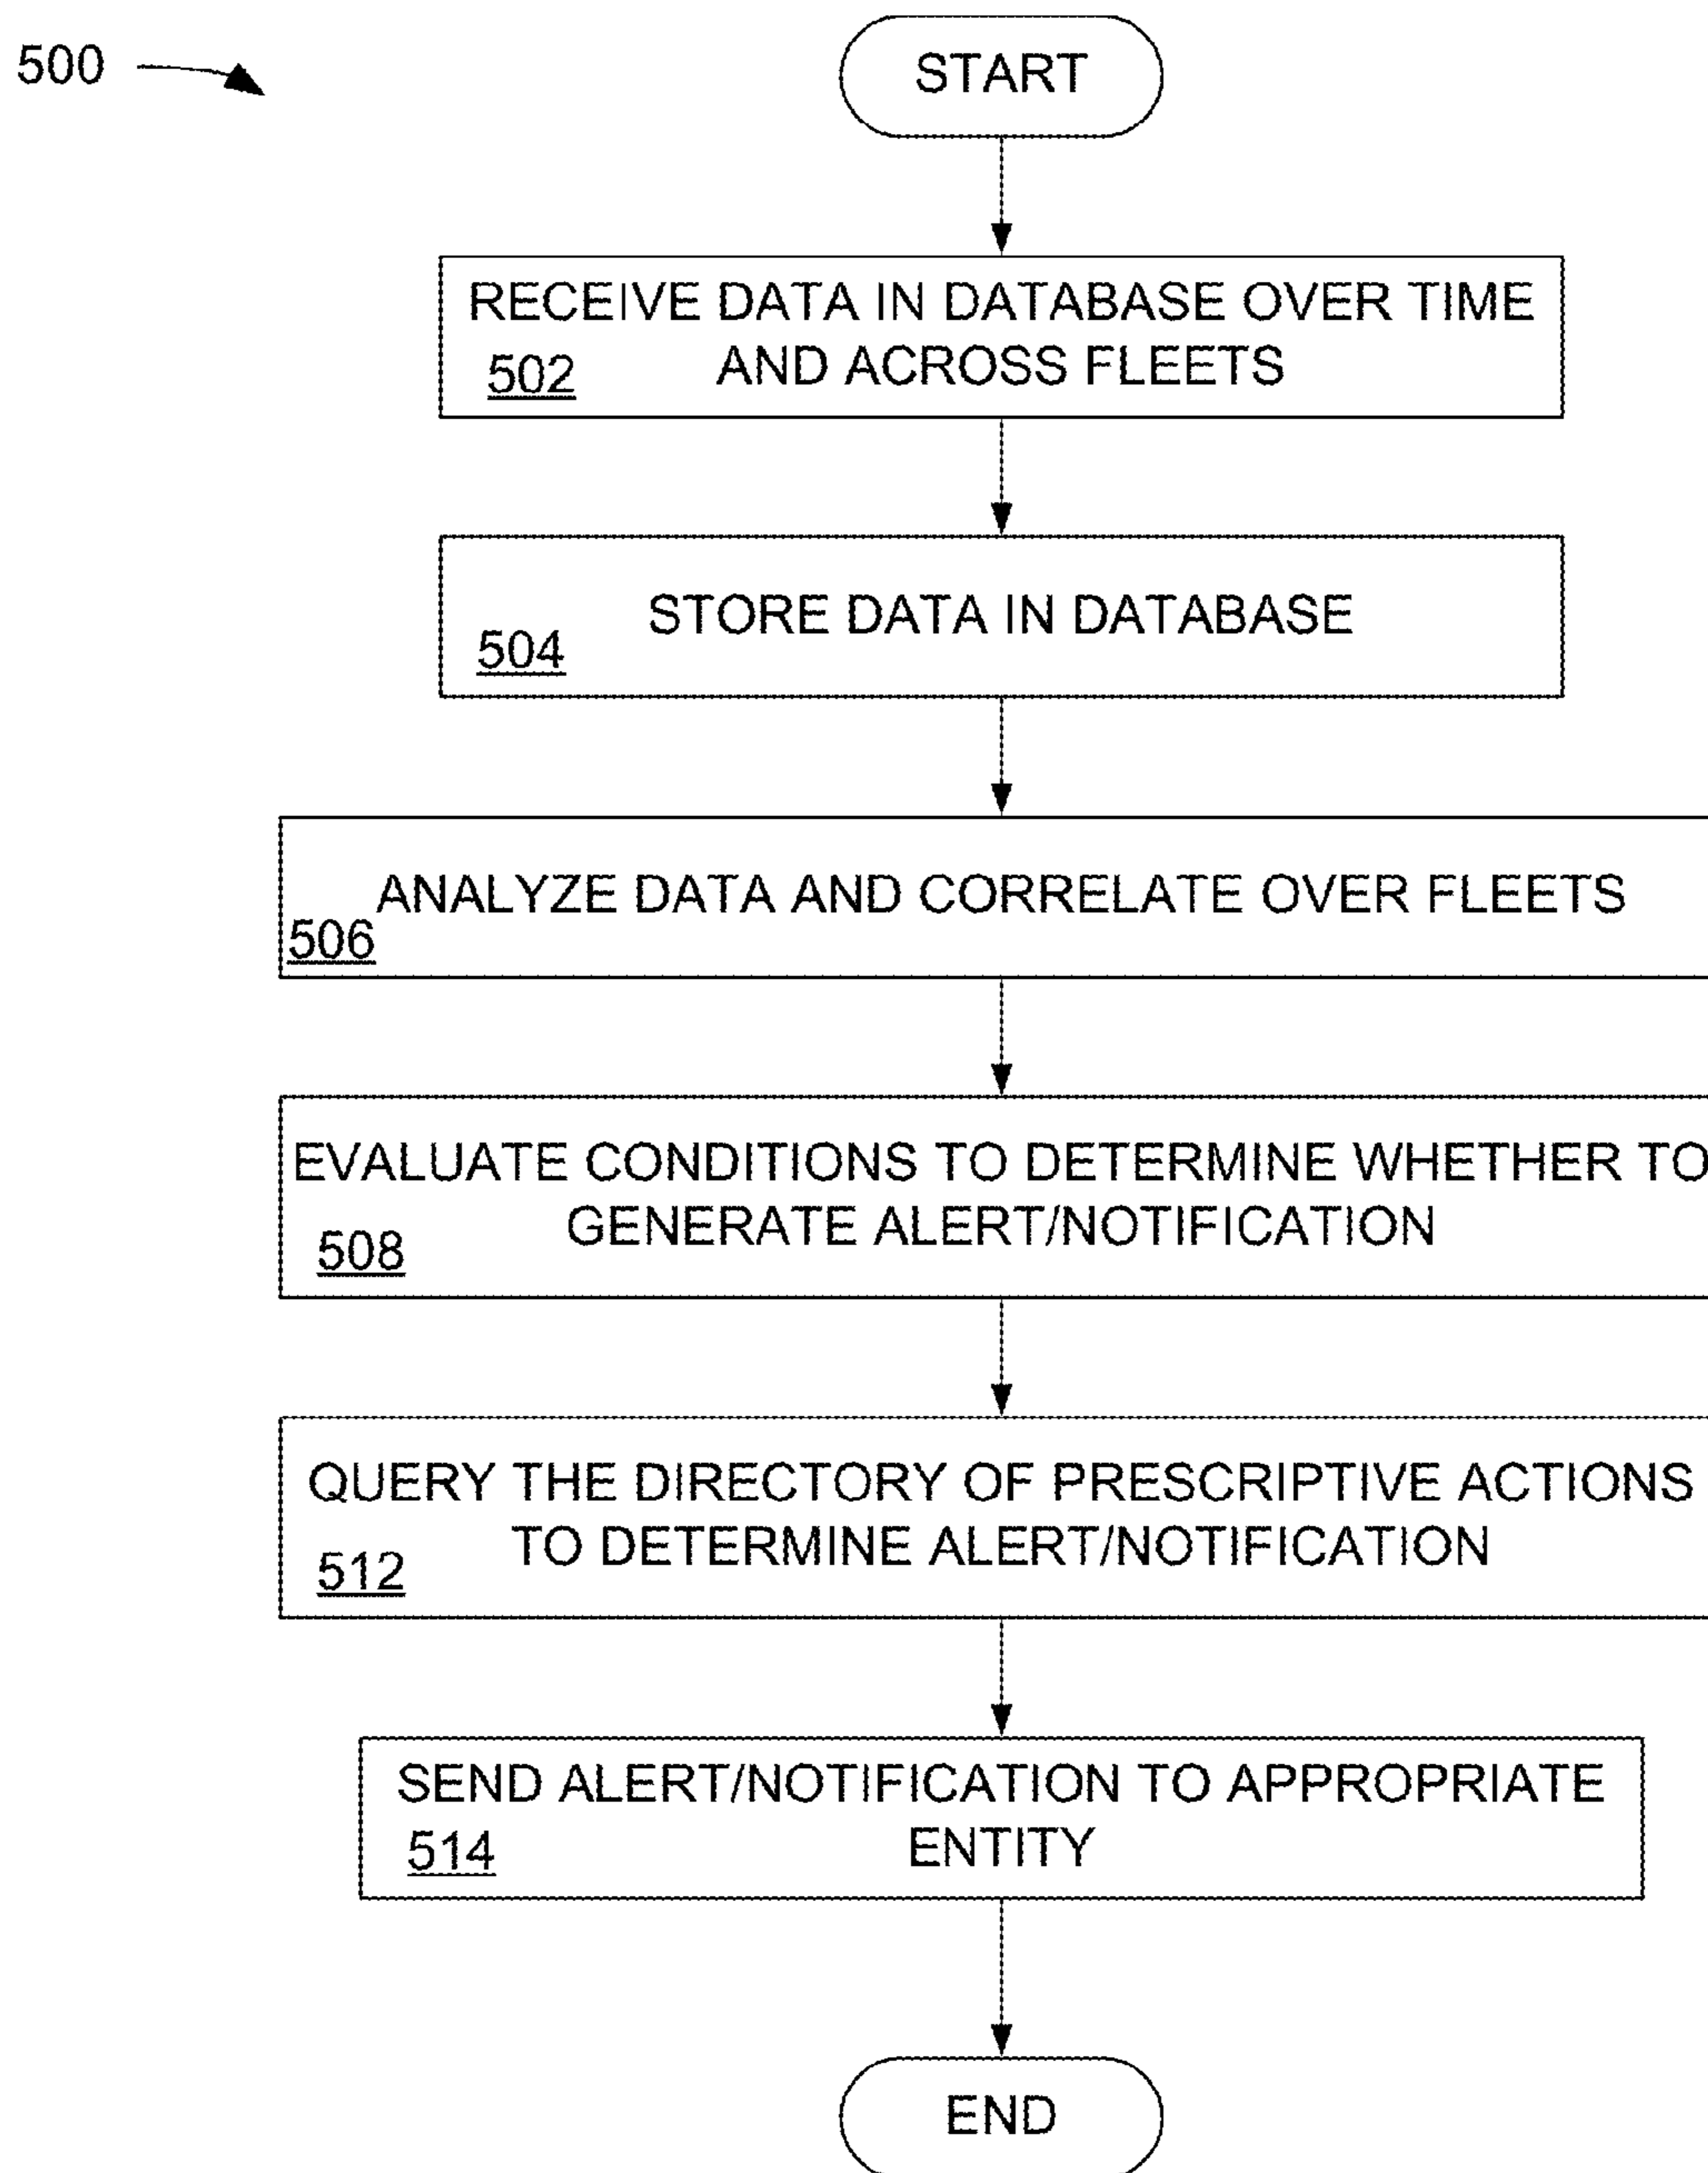 500
START
RECEIVE DATA IN DATABASE OVER TIME
AND ACROSS FLEETS
502
STORE DATA IN DATABASE
504
ANALYZE DATA AND CORRELATE OVER FLEETS
506
EVALUATE CONDITIONS TO DETERMINE WHETHER TO
GENERATE ALERT/NOTIFICATION
508
QUERY THE DIRECTORY OF PRESCRIPTIVE ACTIONS
TO DETERMINE ALERT/NOTIFICATION
512
SEND ALERT/NOTIFICATION TO APPROPRIATE
ENTITY
514
END